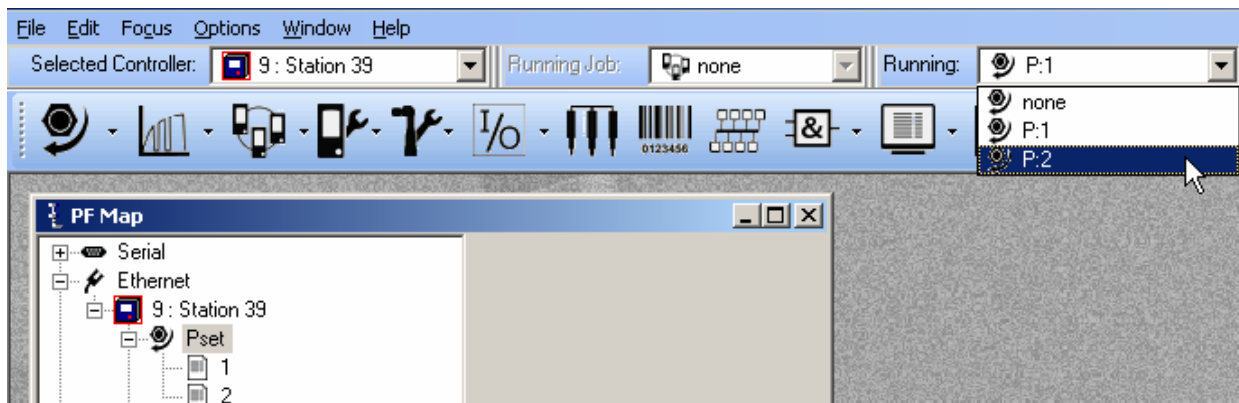 File Edit Focus Options Window Help
Selected Controller: 9 : Station 39 Running Job: none Running: P:1
none
P:1
P:2
I/O 0123456 &
PF Map
Serial
Ethernet
9 : Station 39
Pset
1
2